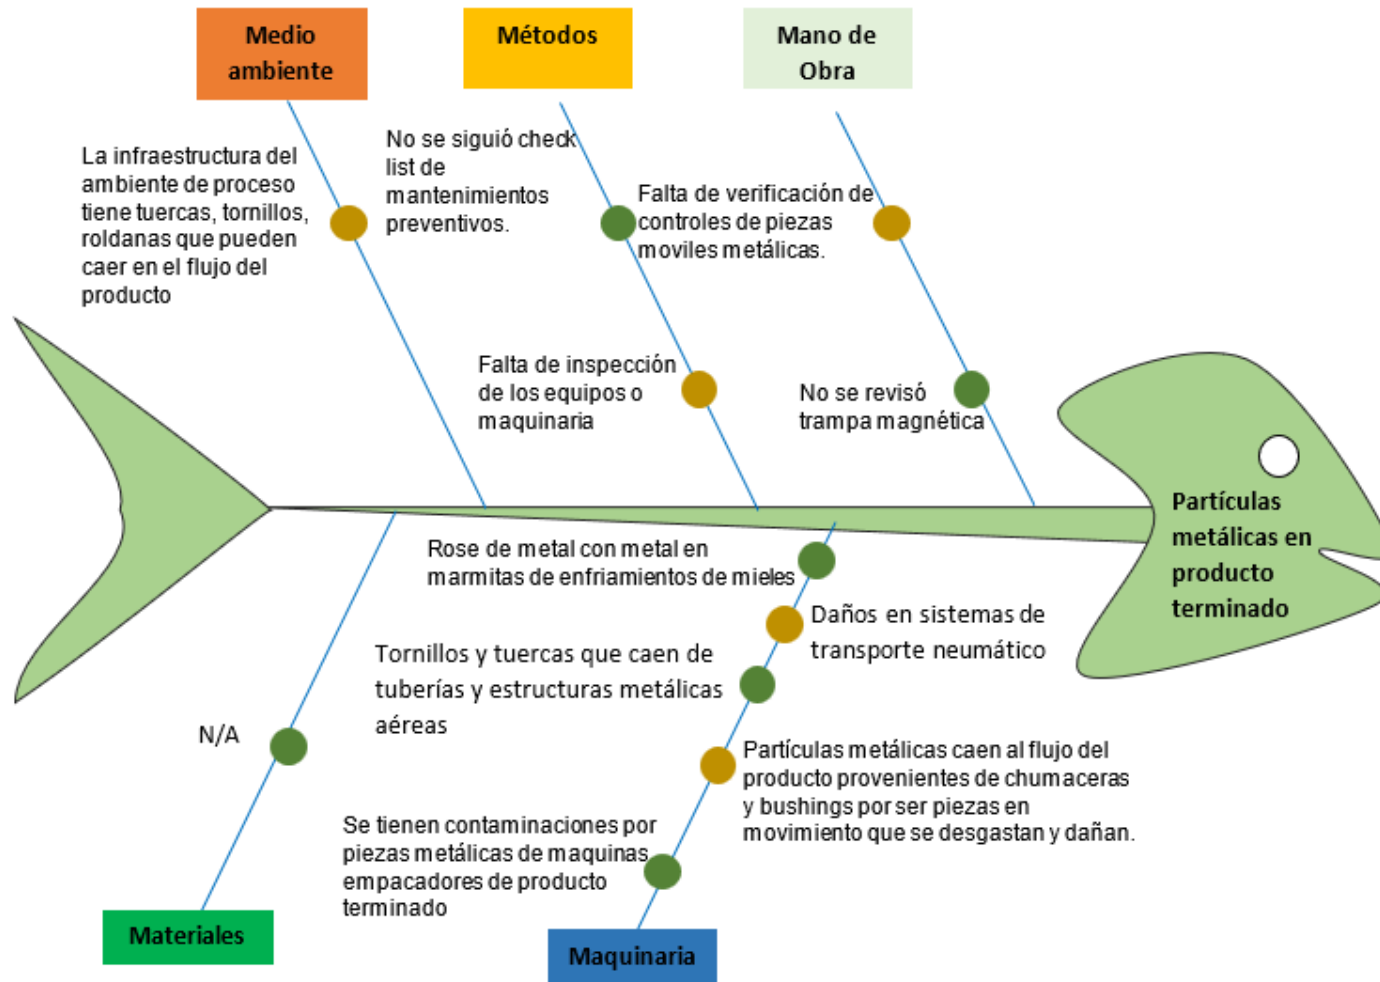 Medio
ambiente
Métodos
Mano de
Obra
La infraestructura del
ambiente de proceso
tiene tuercas, tornillos,
roldanas que pueden
caer en el flujo del
producto
No se siguió check
list de
mantenimientos
preventivos.
Falta de verificación de
controles de piezas
moviles metálicas.
Falta de inspección
de los equipos o
maquinaria
No se revisó
trampa magnética
Partículas
metálicas en
producto
terminado
Rose de metal con metal en
marmitas de enfriamientos de mieles
Daños en sistemas de
transporte neumático
Tornillos y tuercas que caen de
tuberías y estructuras metálicas
aéreas
N/A
Partículas metálicas caen al flujo del
producto provenientes de chumaceras
y bushings por ser piezas en
movimiento que se desgastan y dañan.
Se tienen contaminaciones por
piezas metálicas de maquinas
empacadores de producto
terminado
Materiales
Maquinaria